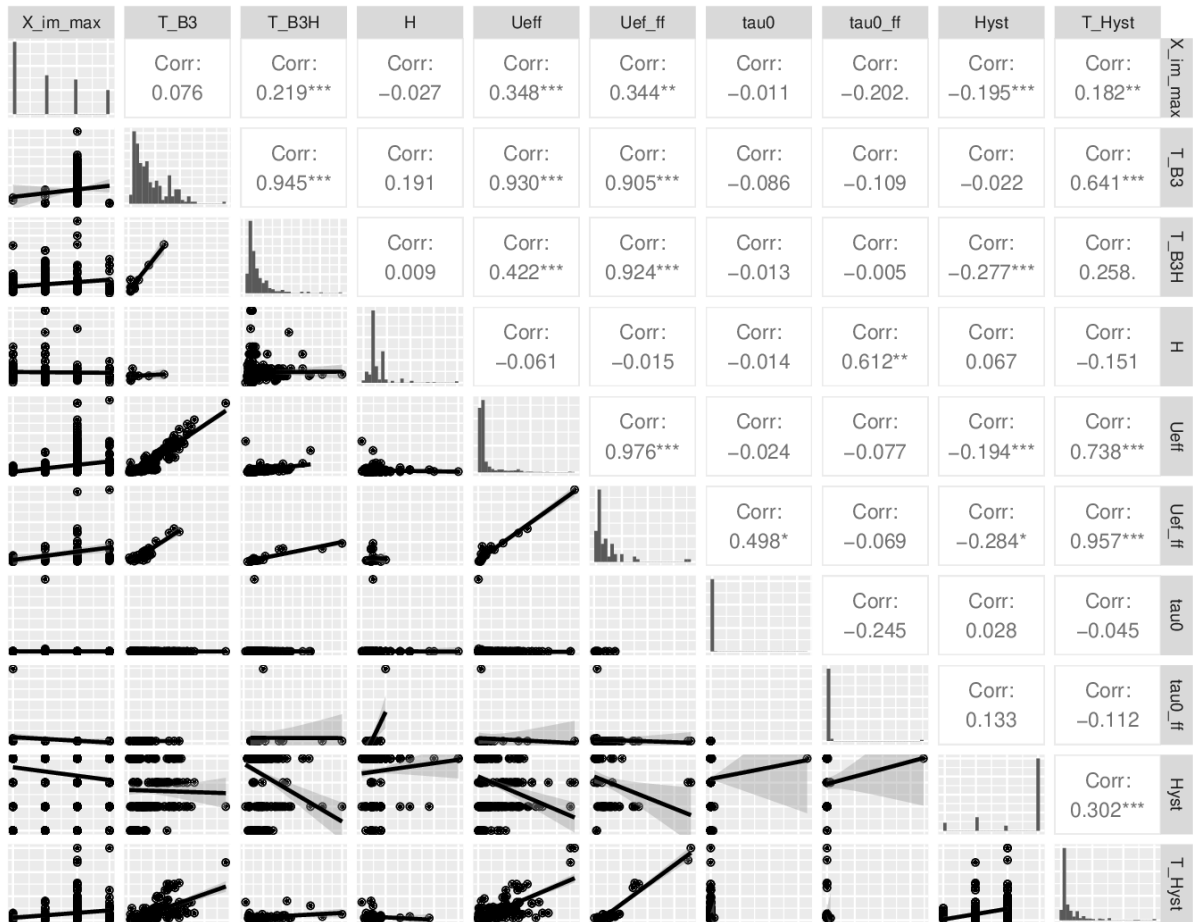 X_im_max T_B3 T_B3H H Ueff Uef_ff tau0 tau0_ff Hyst T_Hyst
Corr: Corr: Corr: Corr: Corr: Corr: Corr: Corr: Corr: X_im_max
0.076 0.219*** −0.027 0.348*** 0.344** −0.011 −0.202. −0.195*** 0.182**
Corr: Corr: Corr: Corr: Corr: Corr: Corr: Corr: T_B3
0.945*** 0.191 0.930*** 0.905*** −0.086 −0.109 −0.022 0.641***
Corr: Corr: Corr: Corr: Corr: Corr: Corr: T_B3H
0.009 0.422*** 0.924*** −0.013 −0.005 −0.277*** 0.258.
Corr: Corr: Corr: Corr: Corr: Corr: H
−0.061 −0.015 −0.014 0.612** 0.067 −0.151
Corr: Corr: Corr: Corr: Corr: Ueff
0.976*** −0.024 −0.077 −0.194*** 0.738***
Corr: Corr: Corr: Corr: Uef_ff
0.498* −0.069 −0.284* 0.957***
Corr: Corr: Corr: tau0
−0.245 0.028 −0.045
Corr: Corr: tau0_ff
0.133 −0.112
Corr: Hyst
0.302***
T_Hyst